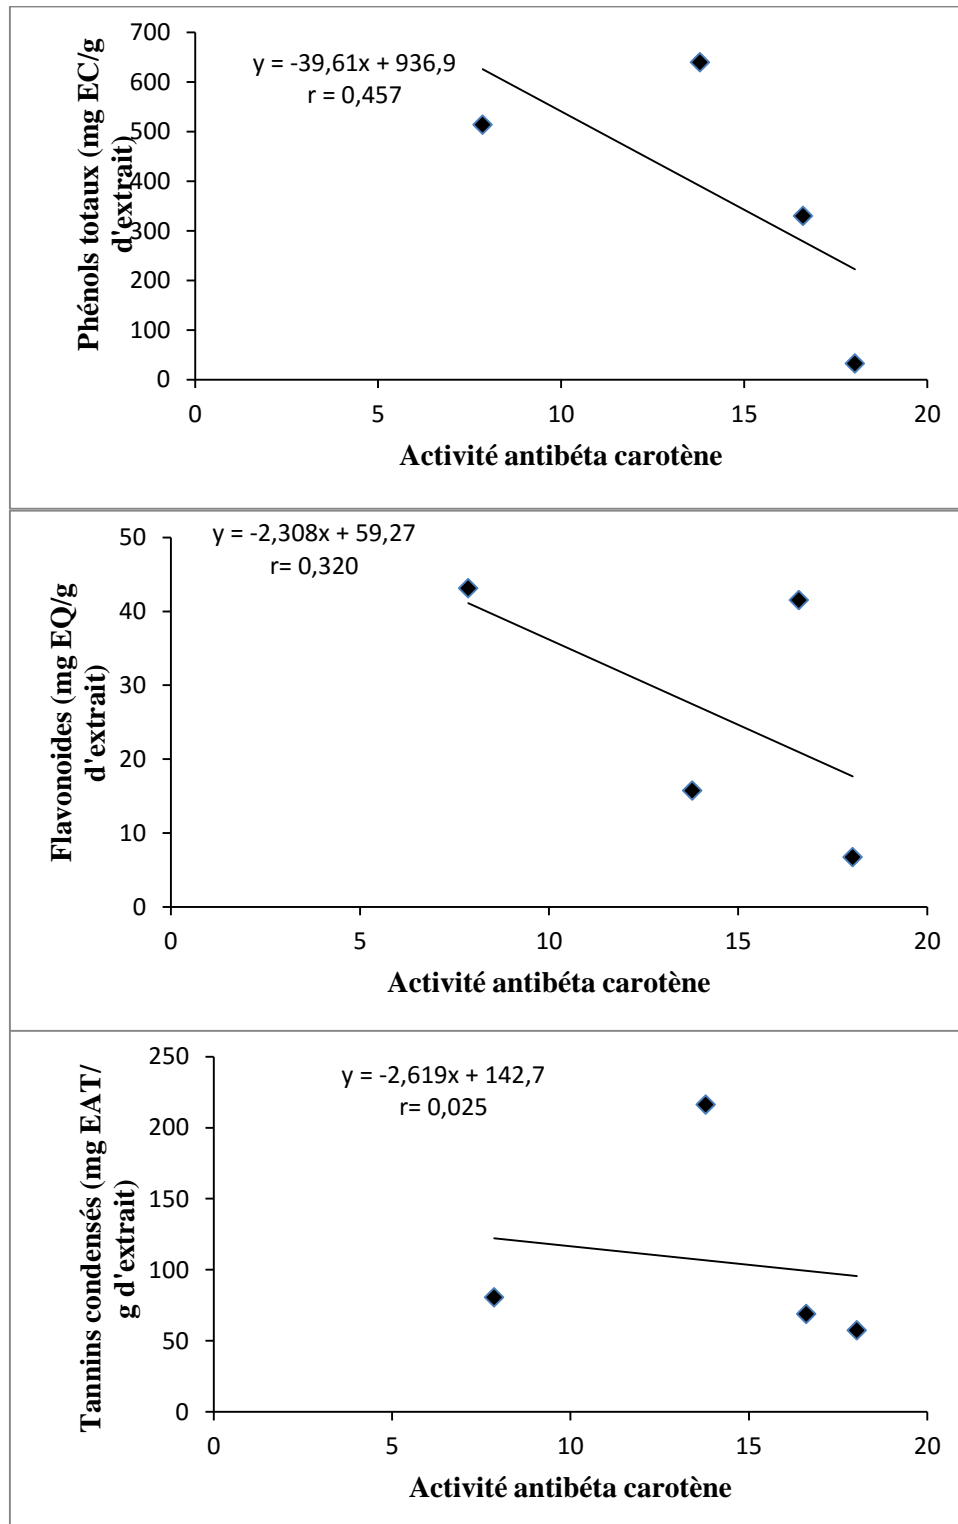 y = -39,61x + 936,9
r = 0,457
Phénols totaux (mg EC/g
d'extrait)
700
600
500
400
300
200
100
0
0 5 10 15 20
Activité antibéta carotène
y = -2,308x + 59,27
r= 0,320
Flavonoides (mg EQ/g
d'extrait)
50
40
30
20
10
0
0 5 10 15 20
Activité antibéta carotène
y = -2,619x + 142,7
r= 0,025
Tannins condensés (mg EAT/
g d'extrait)
250
200
150
100
50
0
0 5 10 15 20
Activité antibéta carotène